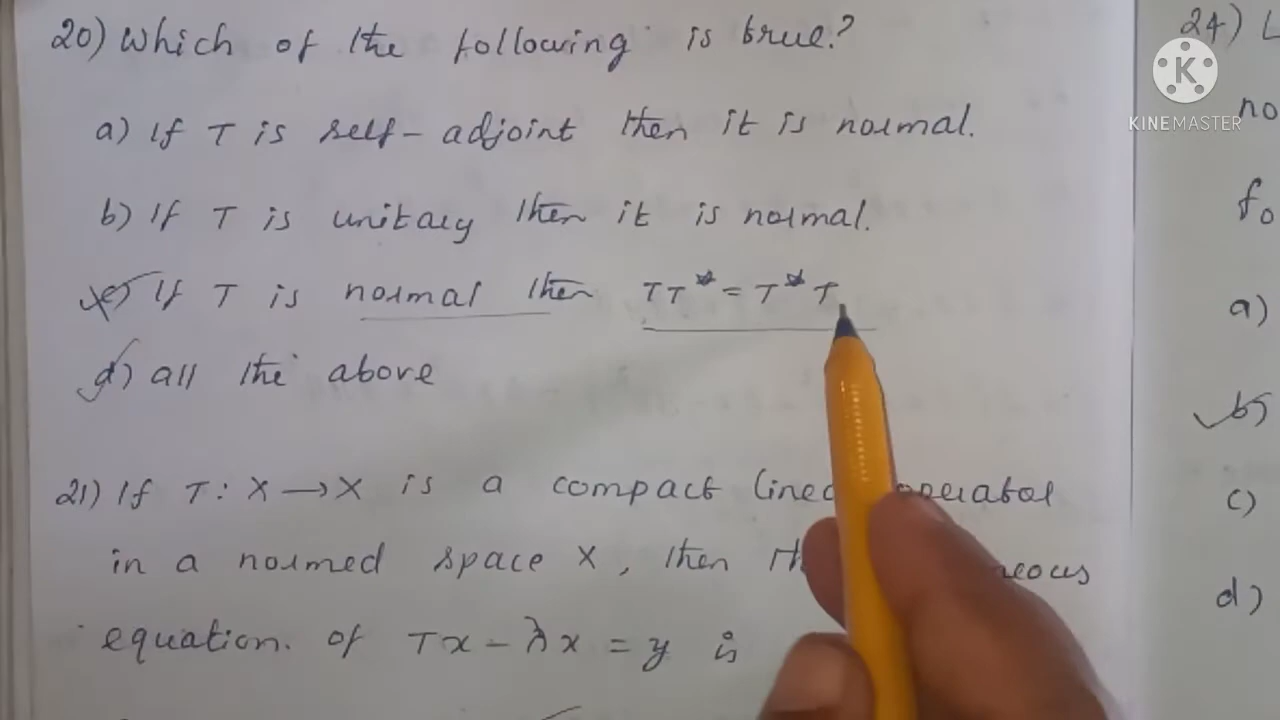 20) Which of the following is true?
a) If T is self-adjoint then it is normal.
b) If T is unitary then it is normal.
c) If T is normal then TT* = T*T
d) all the above
21) If T: X → X is a compact linear operator
in a normed space X, then
equation. of Tx - λx = y is
24) L
no
fo
a)
b)
c)
d)
KINEMASTER